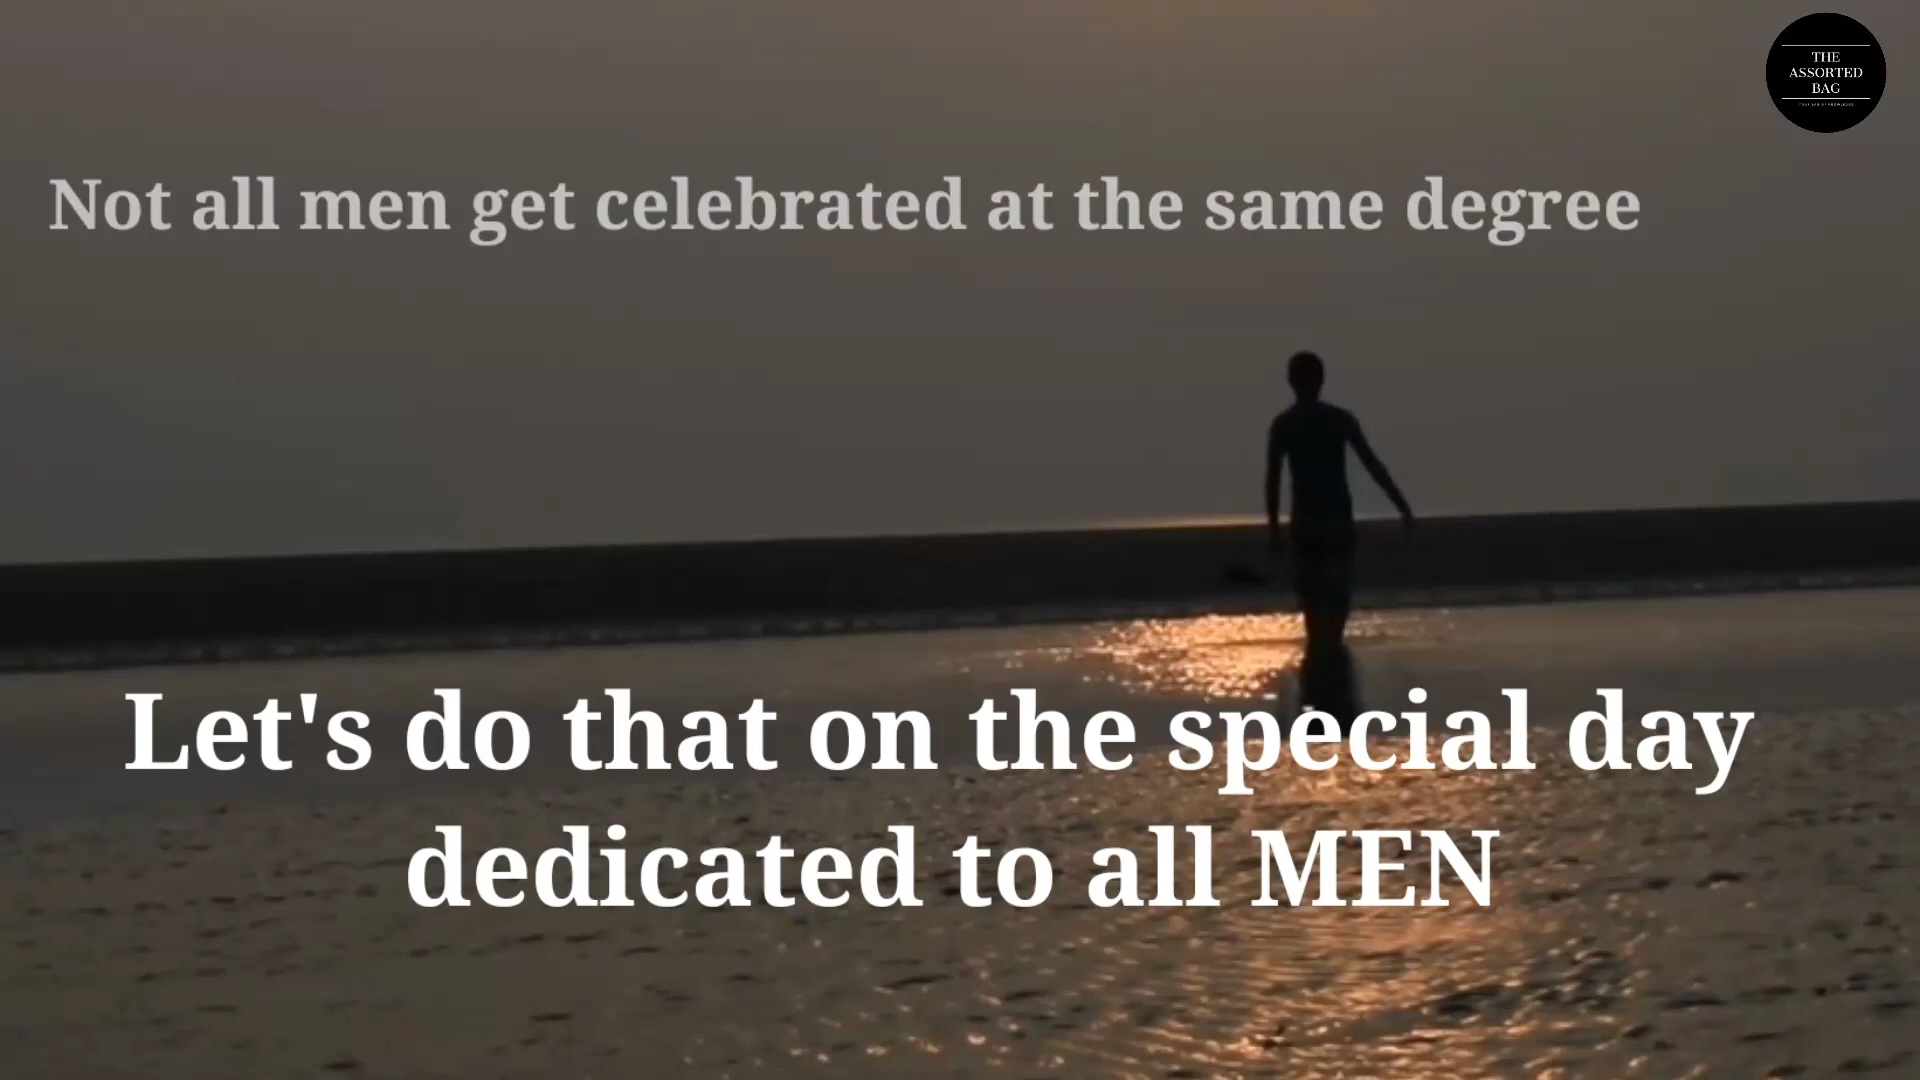 THE
ASSORTED
BAG
Not all men get celebrated at the same degree
Let's do that on the special day
dedicated to all MEN